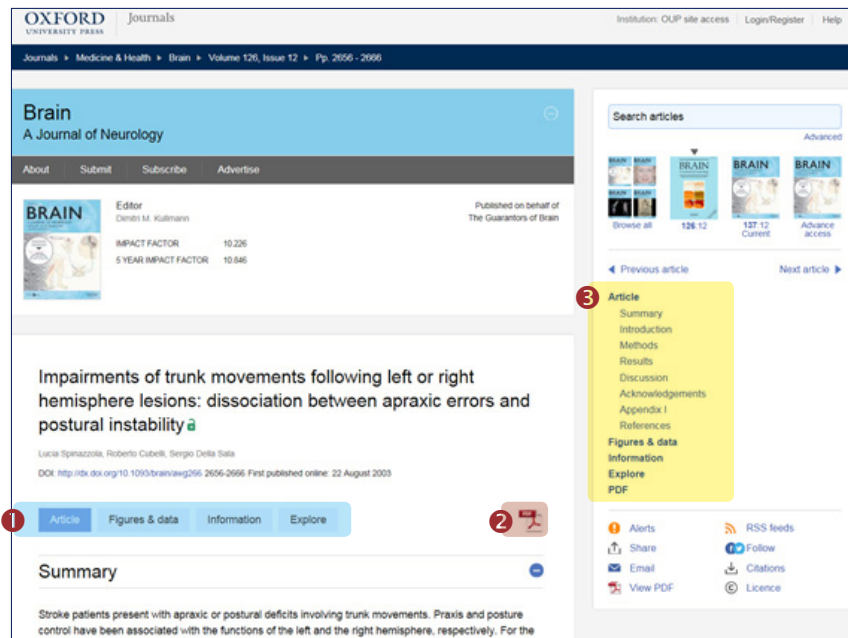 OXFORD
UNIVERSITY PRESS
Journals
Institution: OUP site access
Login/Register
Help
Journals ▸ Medicine & Health ▸ Brain ▸ Volume 126, Issue 12 ▸ Pp. 2656 - 2666
Brain
A Journal of Neurology
About
Submit
Subscribe
Advertise
BRAIN
Editor
Dimitri M. Kullmann
IMPACT FACTOR 10.226
5 YEAR IMPACT FACTOR 10.846
Published on behalf of
The Guarantors of Brain
Impairments of trunk movements following left or right
hemisphere lesions: dissociation between apraxic errors and
postural instability
Lucia Spinazzola, Roberto Cubelli, Sergio Della Sala
DOI: http://dx.doi.org/10.1093/brain/awg266 2656-2666 First published online: 22 August 2003
1
Article
Figures & data
Information
Explore
2
PDF
Summary
Stroke patients present with apraxic or postural deficits involving trunk movements. Praxis and posture
control have been associated with the functions of the left and the right hemisphere, respectively. For the
Search articles
Advanced
BRAIN BRAIN
BRAIN
BRAIN
BRAIN
Browse all
126:12
137:12
Current
Advance
access
Previous article
Next article
3
Article
Summary
Introduction
Methods
Results
Discussion
Acknowledgements
Appendix I
References
Figures & data
Information
Explore
PDF
Alerts
RSS feeds
Share
Follow
Email
Citations
View PDF
Licence